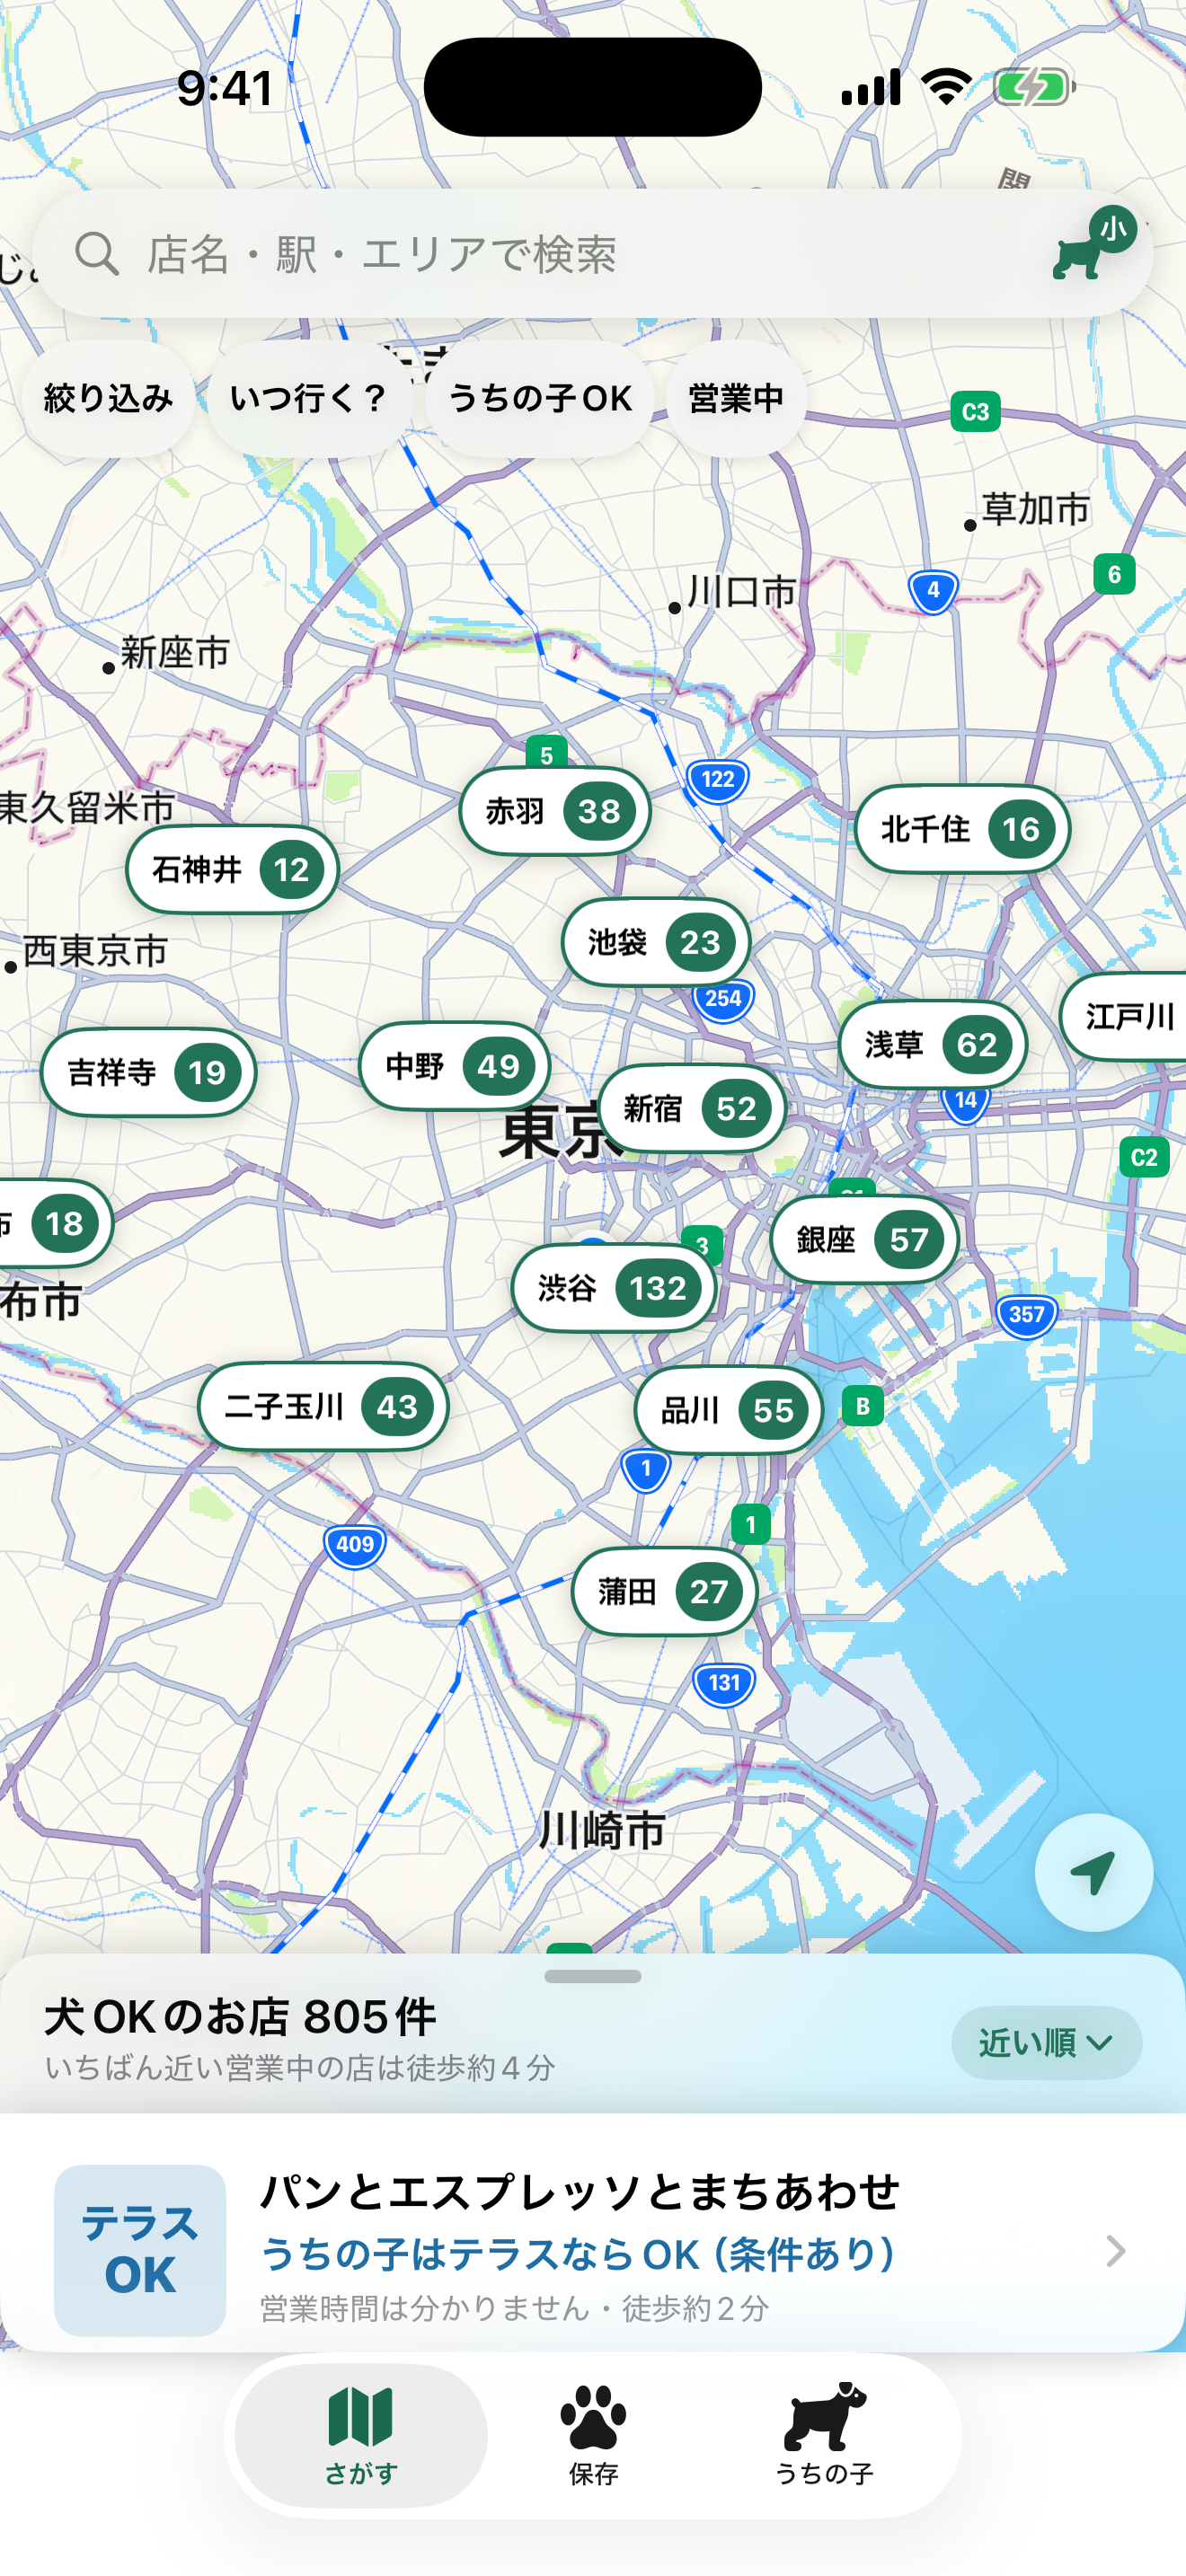 9:41
関
店名・駅・エリアで検索
小
絞り込み
いつ行く？
うちの子OK
営業中
C3
草加市
6
4
川口市
新座市
5
122
赤羽 38
北千住 16
東久留米市
石神井 12
池袋 23
西東京市
254
江戸川
浅草 62
吉祥寺 19
中野 49
新宿 52
14
東京
C2
市 18
3
銀座 57
渋谷 132
布市
357
二子玉川 43
品川 55
B
1
1
409
蒲田 27
131
川崎市
犬OKのお店 805件
いちばん近い営業中の店は徒歩約4分
近い順
テラス
OK
パンとエスプレッソとまちあわせ
うちの子はテラスならOK（条件あり）
営業時間は分かりません・徒歩約2分
さがす
保存
うちの子